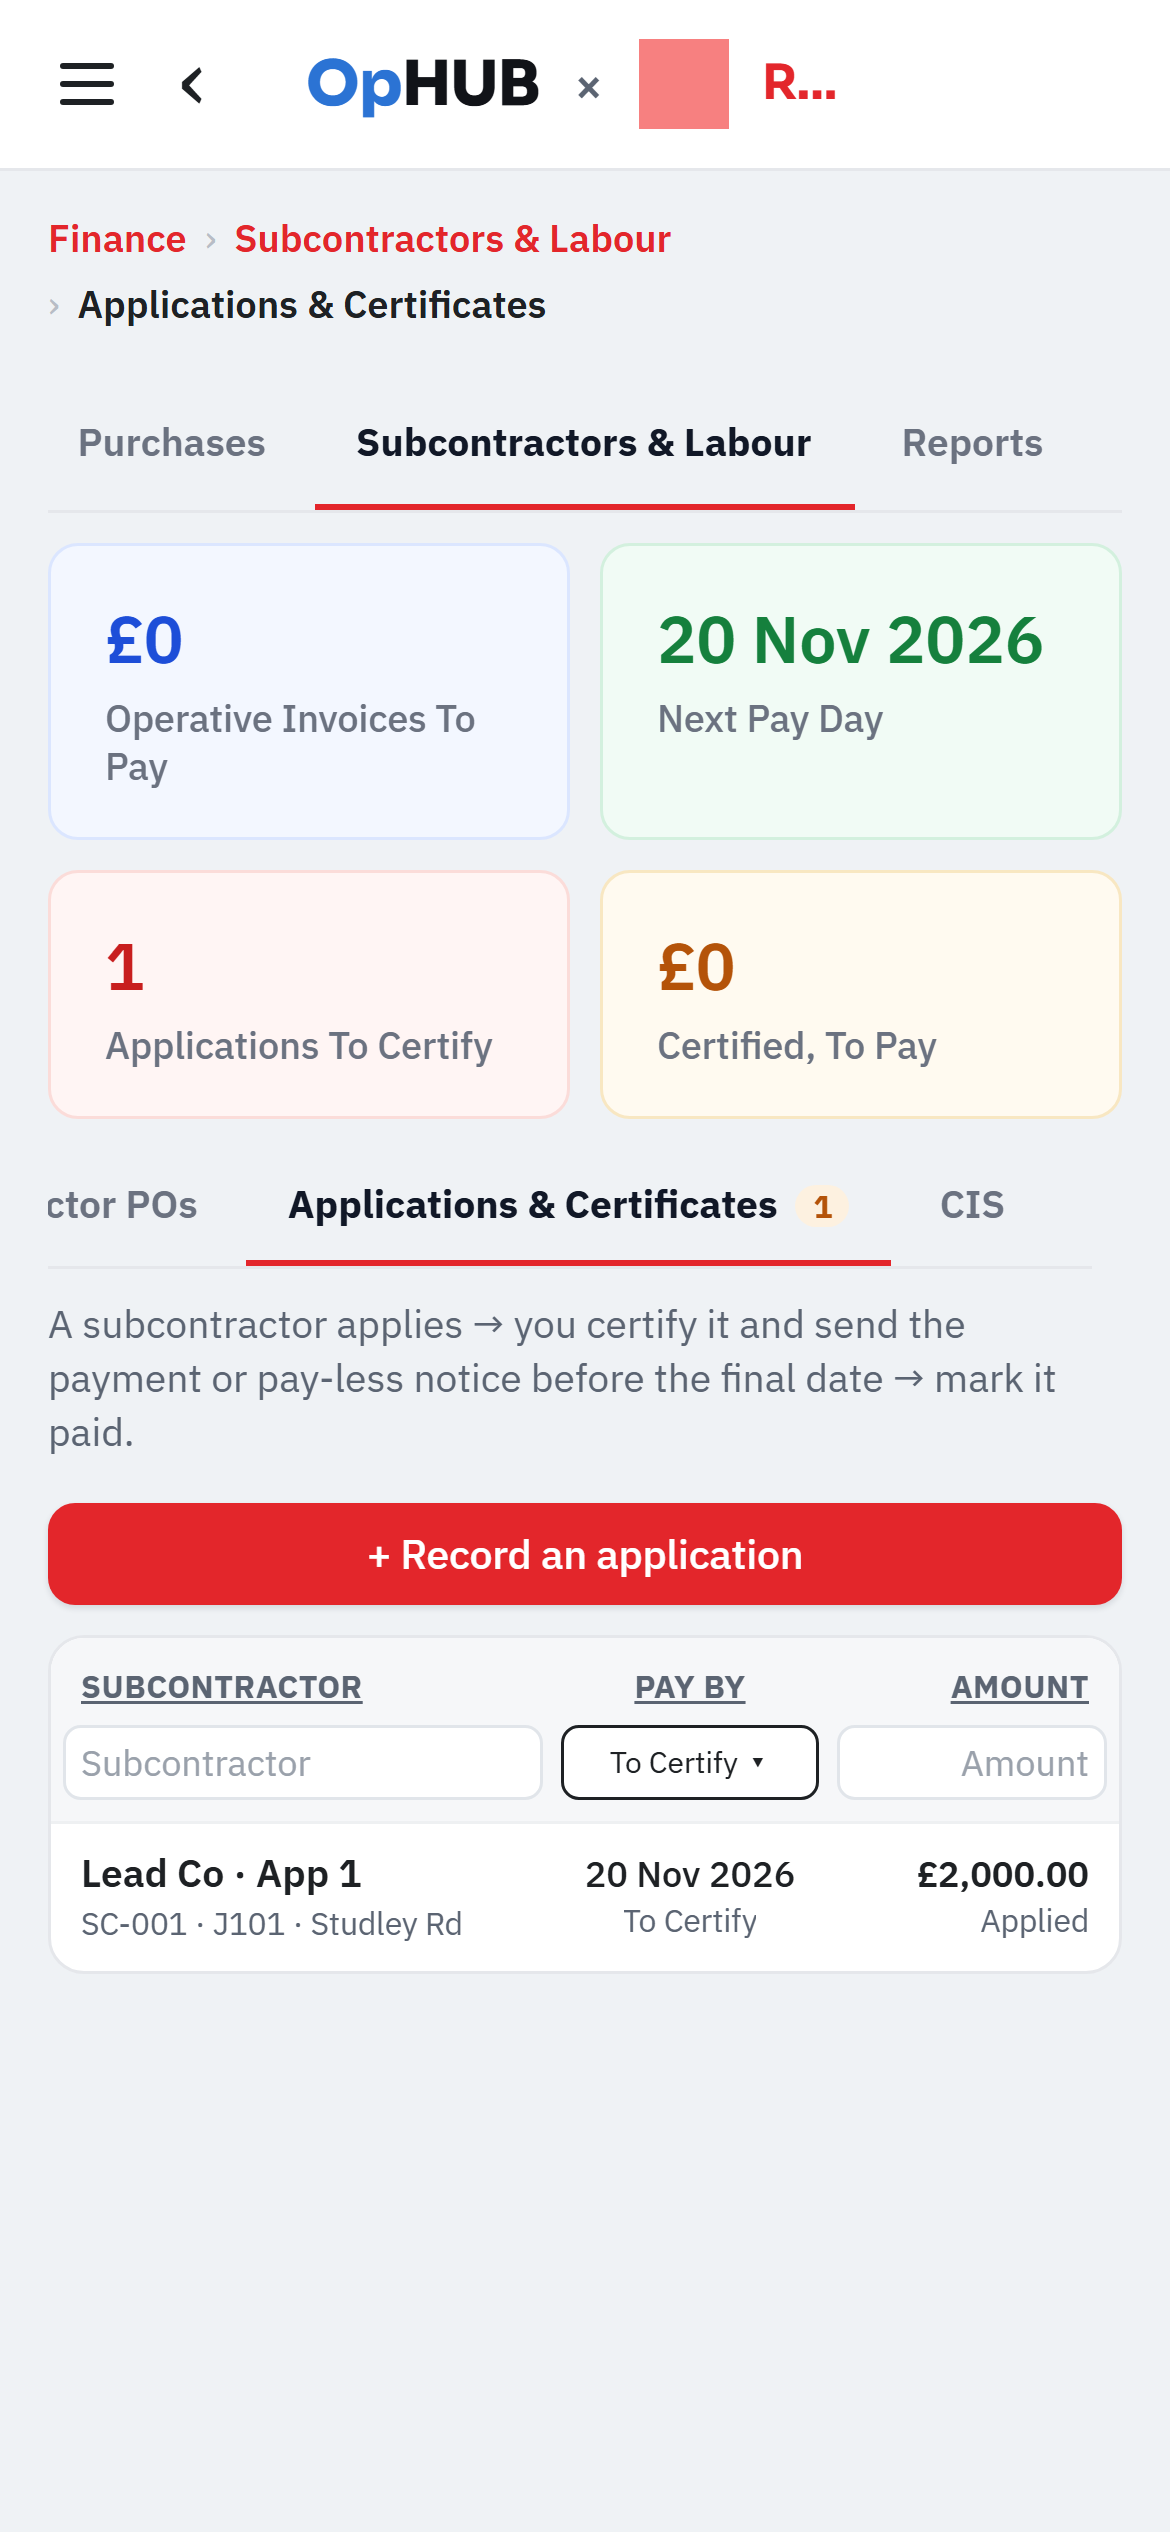 OpHUB × R...
Finance › Subcontractors & Labour
› Applications & Certificates
Purchases Subcontractors & Labour Reports
£0
Operative Invoices To
Pay
20 Nov 2026
Next Pay Day
1
Applications To Certify
£0
Certified, To Pay
ctor POs Applications & Certificates 1 CIS
A subcontractor applies → you certify it and send the
payment or pay-less notice before the final date → mark it
paid.
+ Record an application
SUBCONTRACTOR PAY BY AMOUNT
Subcontractor To Certify ▾ Amount
Lead Co · App 1 20 Nov 2026 £2,000.00
SC-001 · J101 · Studley Rd To Certify Applied